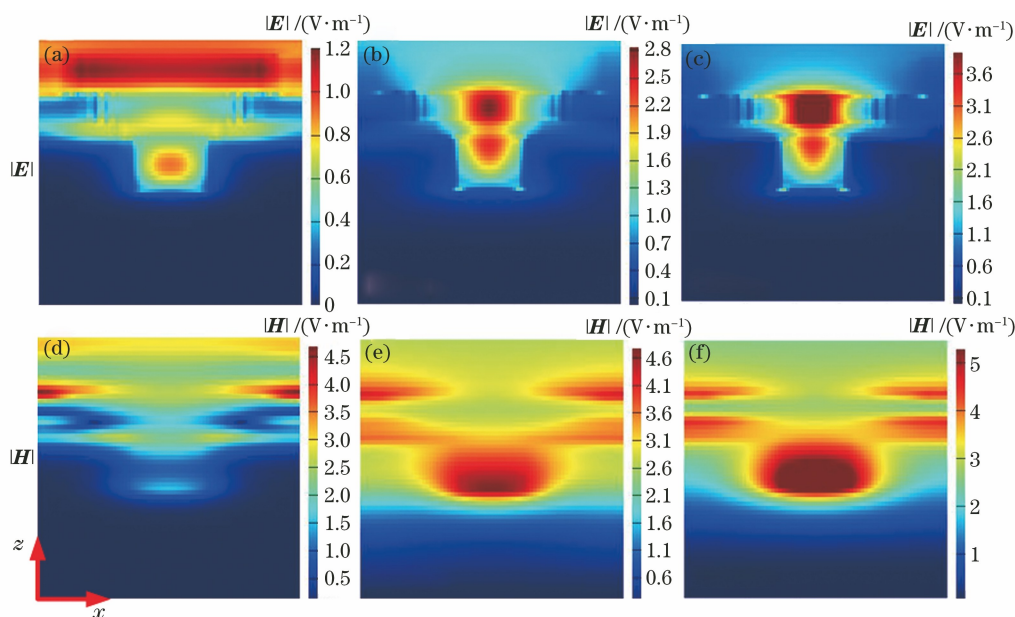 |E| /(V·m⁻¹) |E| /(V·m⁻¹) |E| /(V·m⁻¹)
(a) (b) (c)
1.2 1.0 0.8 0.6 0.4 0.2 0
2.8 2.5 2.2 1.9 1.6 1.3 1.0 0.7 0.4 0.1
3.6 3.1 2.6 2.1 1.6 1.1 0.6 0.1
|E|
|H| /(V·m⁻¹) |H| /(V·m⁻¹) |H| /(V·m⁻¹)
(d) (e) (f)
4.5 4.0 3.5 3.0 2.5 2.0 1.5 1.0 0.5
4.6 4.1 3.6 3.1 2.6 2.1 1.6 1.1 0.6
5 4 3 2 1
|H|
z
x